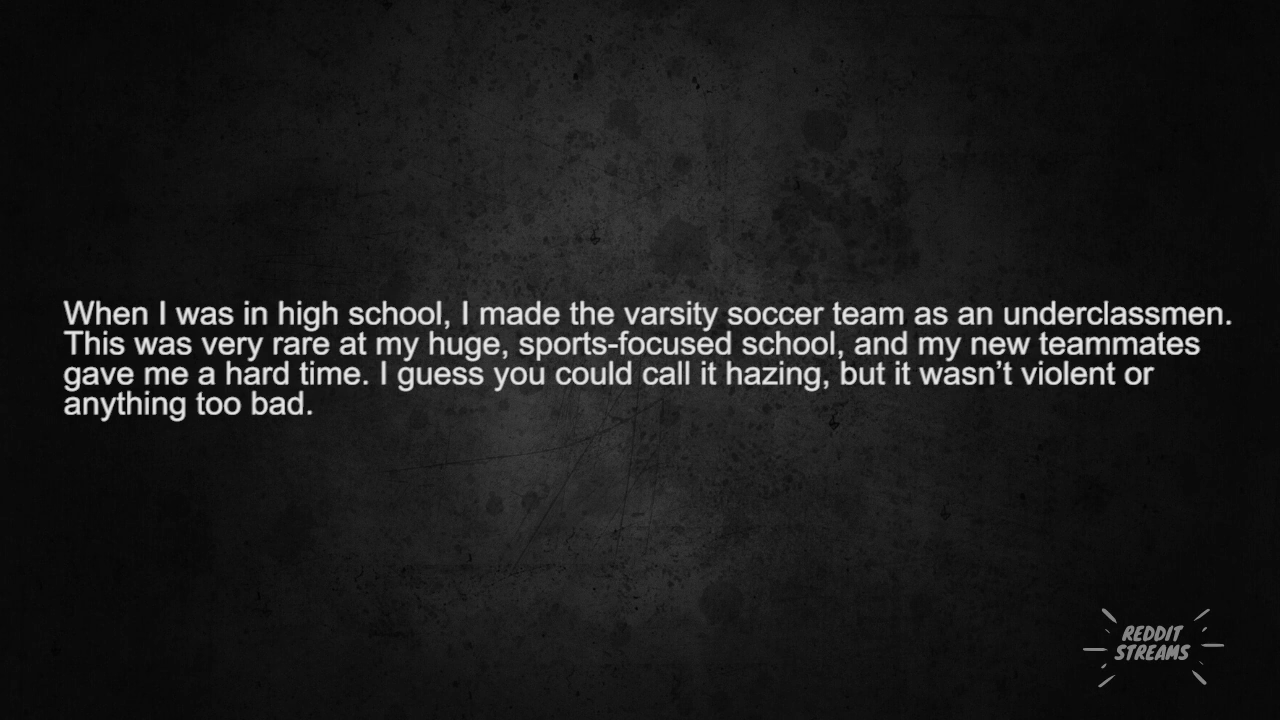 When I was in high school, I made the varsity soccer team as an underclassmen.
This was very rare at my huge, sports-focused school, and my new teammates
gave me a hard time. I guess you could call it hazing, but it wasn’t violent or
anything too bad.
REDDIT
STREAMS